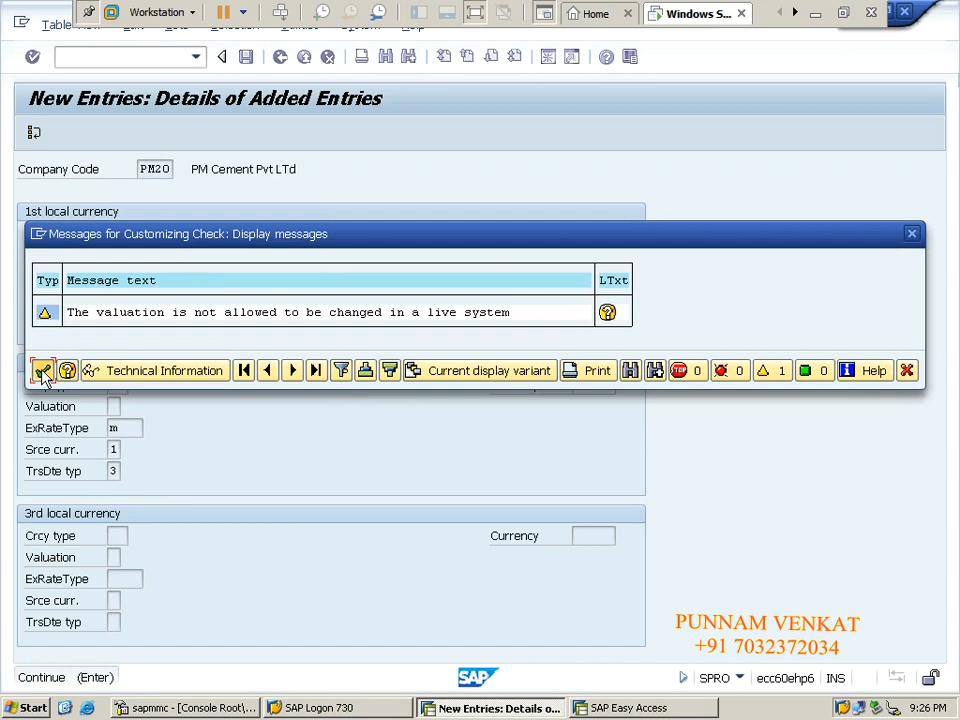 Workstation
Home
Windows S...
New Entries: Details of Added Entries
Company Code PM20 PM Cement Pvt LTd
1st local currency
Messages for Customizing Check: Display messages
Typ Message text LTxt
The valuation is not allowed to be changed in a live system
Technical Information
Current display variant
Print
STOP 0
0
1
0
Help
Valuation
ExRateType m
Srce curr. 1
TrsDte typ 3
3rd local currency
Crcy type
Currency
Valuation
ExRateType
Srce curr.
TrsDte typ
PUNNAM VENKAT
+91 7032372034
Continue (Enter)
SAP
SPRO
ecc60ehp6
INS
Start
sapmmc - [Console Root\...
SAP Logon 730
New Entries: Details o...
SAP Easy Access
9:26 PM